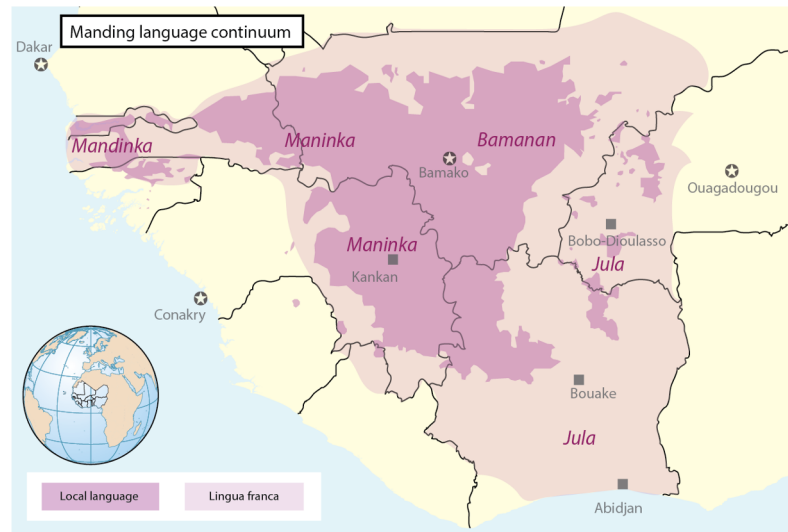 Manding language continuum
Dakar
Mandinka
Maninka
Bamanan
Bamako
Ouagadougou
Maninka
Bobo-Dioulasso
Jula
Kankan
Conakry
Bouake
Jula
Abidjan
Local language
Lingua franca